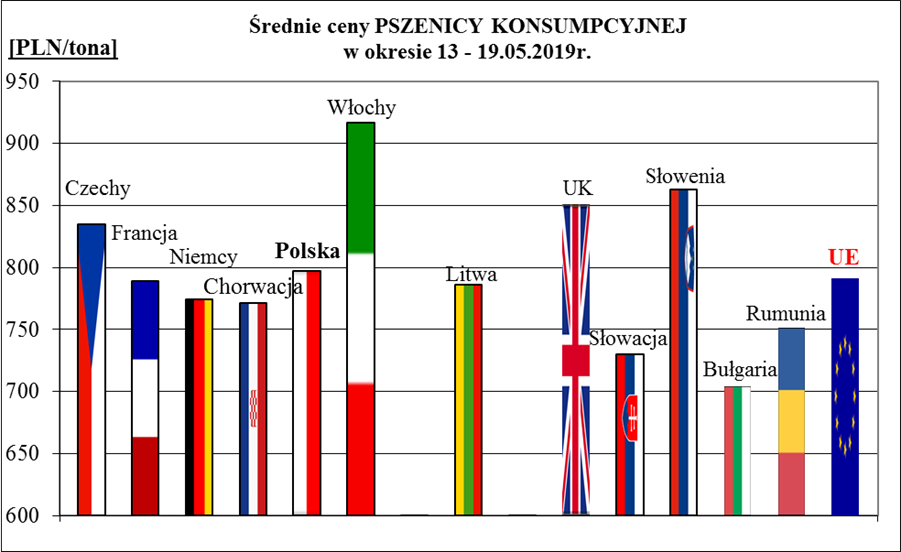 Średnie ceny PSZENICY KONSUMPCYJNEJ
w okresie 13 - 19.05.2019r.
[PLN/tona]
950
900
850
800
750
700
650
600
Czechy
Francja
Niemcy
Chorwacja
Polska
Włochy
Litwa
UK
Słowacja
Słowenia
Bułgaria
Rumunia
UE